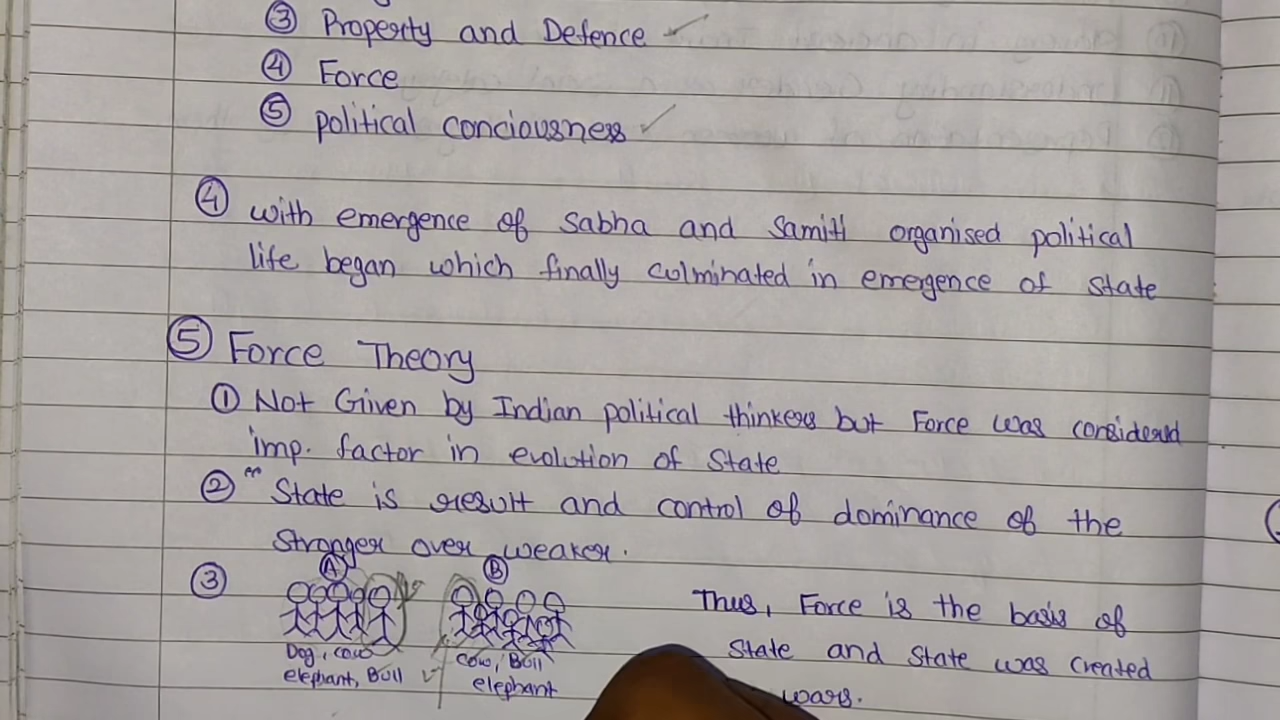 ③ Property and Defence ✓
④ Force
⑤ political conciousness ✓
④ with emergence of Sabha and Samiti organised political
life began which finally culminated in emergence of State
⑤ Force Theory
① Not Given by Indian political thinkers but Force was considered
imp. factor in evolution of State
② " State is result and control of dominance of the
stronger over weaker.
③
Ⓐ Ⓑ
Dog, cow
elephant, Bull
Cow, Bull
elephant
Thus, Force is the basis of
State and State was created
wars.